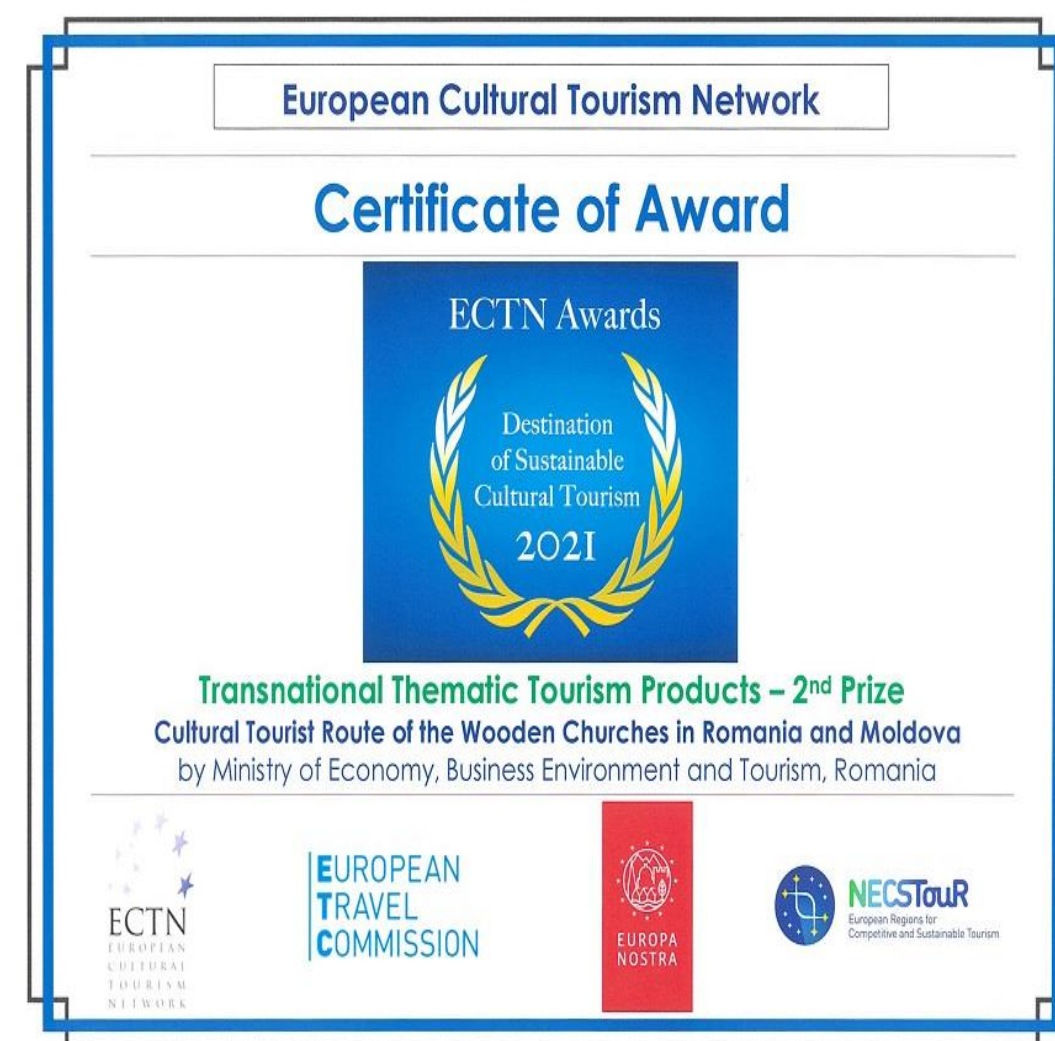 European Cultural Tourism Network
Certificate of Award
ECTN Awards
Destination
of Sustainable
Cultural Tourism
2021
Transnational Thematic Tourism Products – 2nd Prize
Cultural Tourist Route of the Wooden Churches in Romania and Moldova
by Ministry of Economy, Business Environment and Tourism, Romania
ECTN
EUROPEAN
CULTURAL
TOURISM
NETWORK
EUROPEAN
TRAVEL
COMMISSION
EUROPA
NOSTRA
NECSTouR
European Regions for
Competitive and Sustainable Tourism